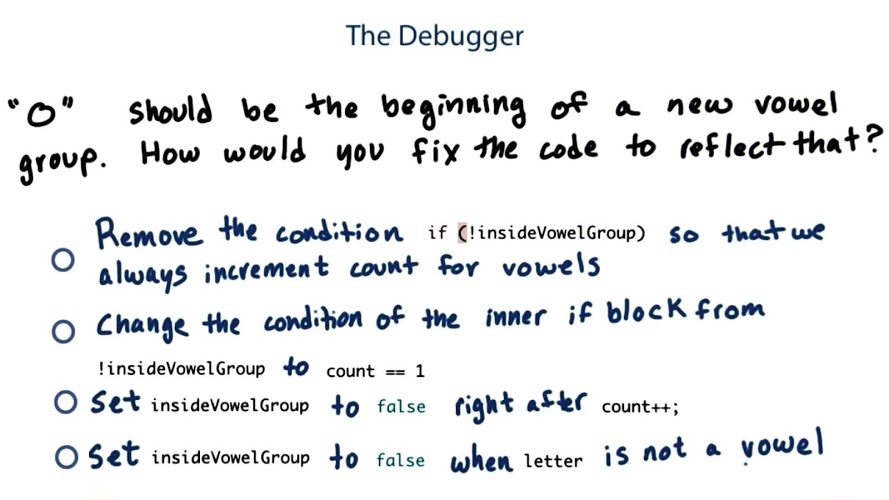 The Debugger
"O" should be the beginning of a new vowel
group. How would you fix the code to reflect that?
Remove the condition if (!insideVowelGroup) so that we
always increment count for vowels
Change the condition of the inner if block from
!insideVowelGroup to count == 1
Set insideVowelGroup to false right after count++;
Set insideVowelGroup to false when letter is not a vowel